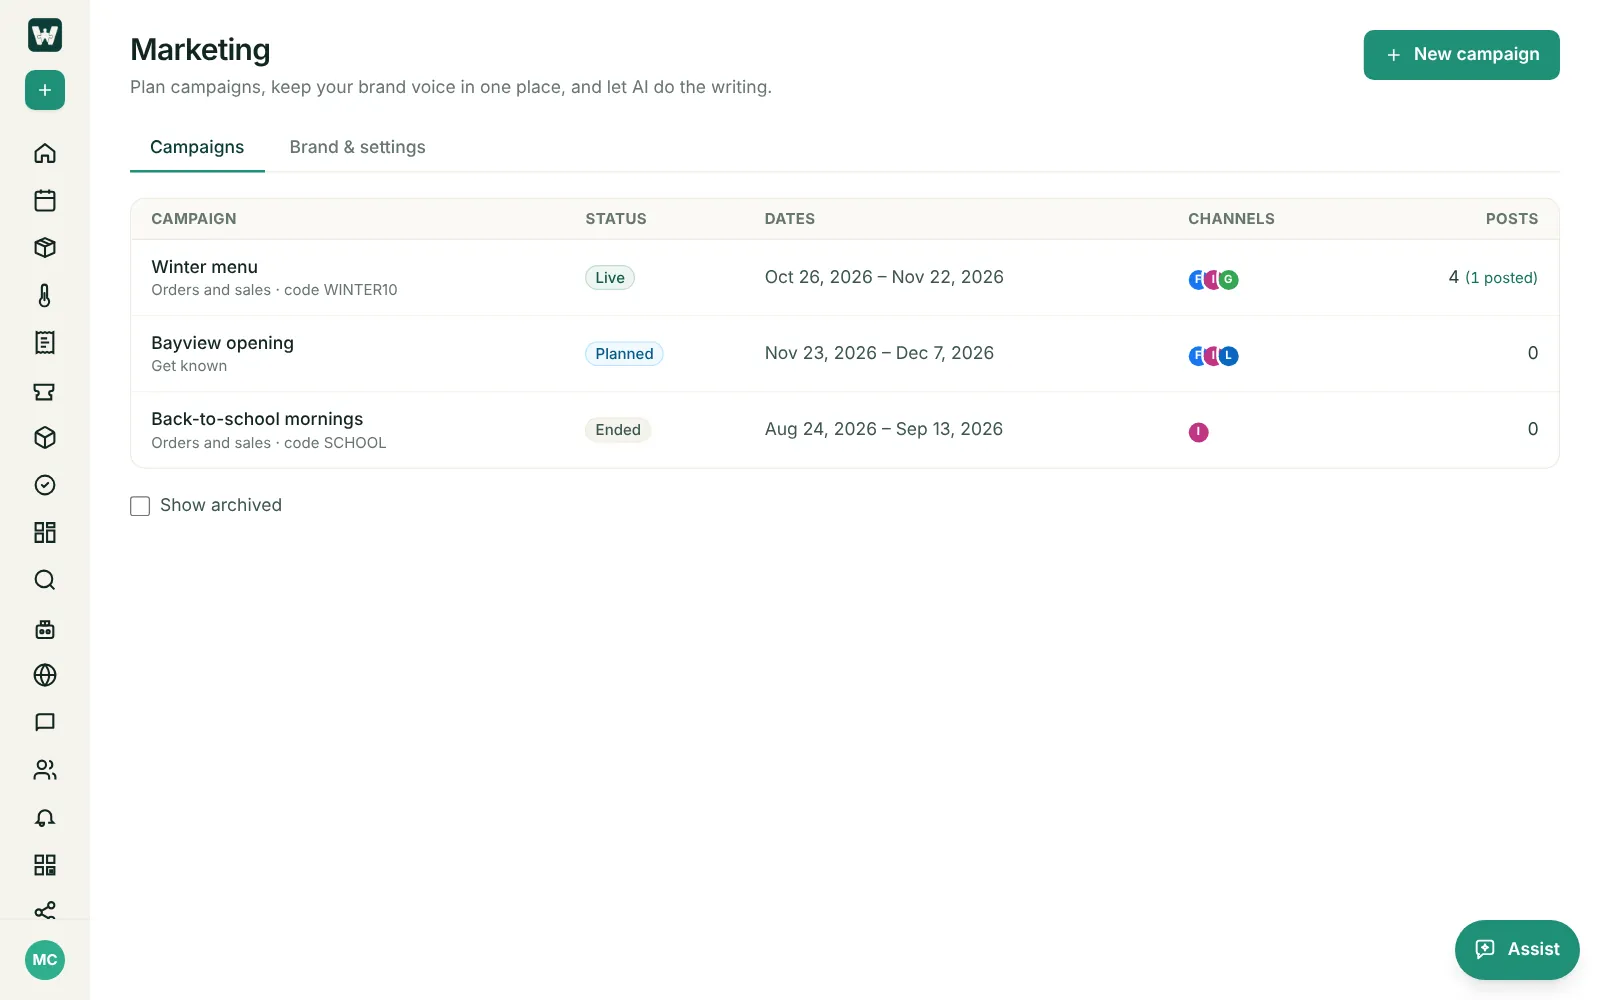 W
Marketing
Plan campaigns, keep your brand voice in one place, and let AI do the writing.
+ New campaign
Campaigns
Brand & settings
CAMPAIGN STATUS DATES CHANNELS POSTS
Winter menu
Orders and sales · code WINTER10
Live
Oct 26, 2026 – Nov 22, 2026
F I G
4 (1 posted)
Bayview opening
Get known
Planned
Nov 23, 2026 – Dec 7, 2026
F I L
0
Back-to-school mornings
Orders and sales · code SCHOOL
Ended
Aug 24, 2026 – Sep 13, 2026
I
0
Show archived
MC
Assist